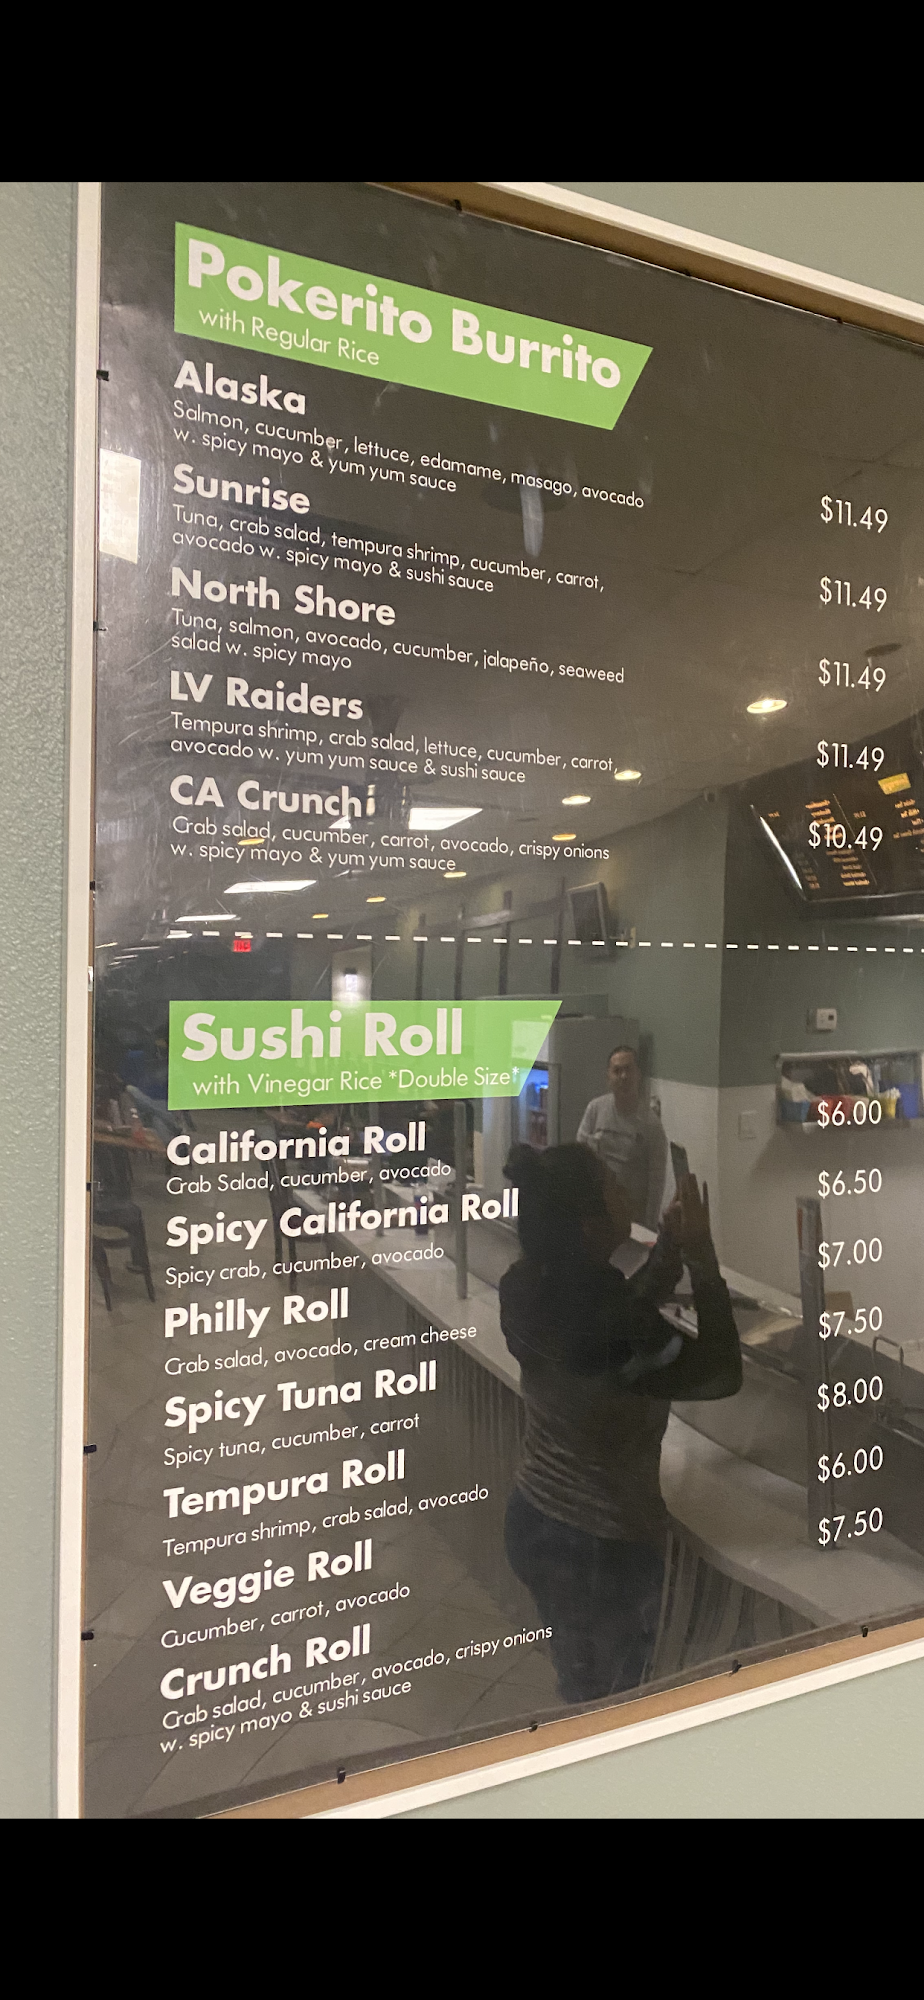 Pokerito Burrito
with Regular Rice
Alaska
Salmon, cucumber, lettuce, edamame, masago, avocado
w. spicy mayo & yum yum sauce
$11.49
Sunrise
Tuna, crab salad, tempura shrimp, cucumber, carrot,
avocado w. spicy mayo & sushi sauce
$11.49
North Shore
Tuna, salmon, avocado, cucumber, jalapeño, seaweed
salad w. spicy mayo
$11.49
LV Raiders
Tempura shrimp, crab salad, lettuce, cucumber, carrot,
avocado w. yum yum sauce & sushi sauce
$11.49
CA Crunch
Crab salad, cucumber, carrot, avocado, crispy onions
w. spicy mayo & yum yum sauce
$10.49
Sushi Roll
with Vinegar Rice *Double Size*
California Roll
Crab Salad, cucumber, avocado
$6.00
Spicy California Roll
Spicy crab, cucumber, avocado
$6.50
Philly Roll
Crab salad, avocado, cream cheese
$7.00
Spicy Tuna Roll
Spicy tuna, cucumber, carrot
$7.50
Tempura Roll
Tempura shrimp, crab salad, avocado
$8.00
Veggie Roll
Cucumber, carrot, avocado
$6.00
Crunch Roll
Crab salad, cucumber, avocado, crispy onions
w. spicy mayo & sushi sauce
$7.50